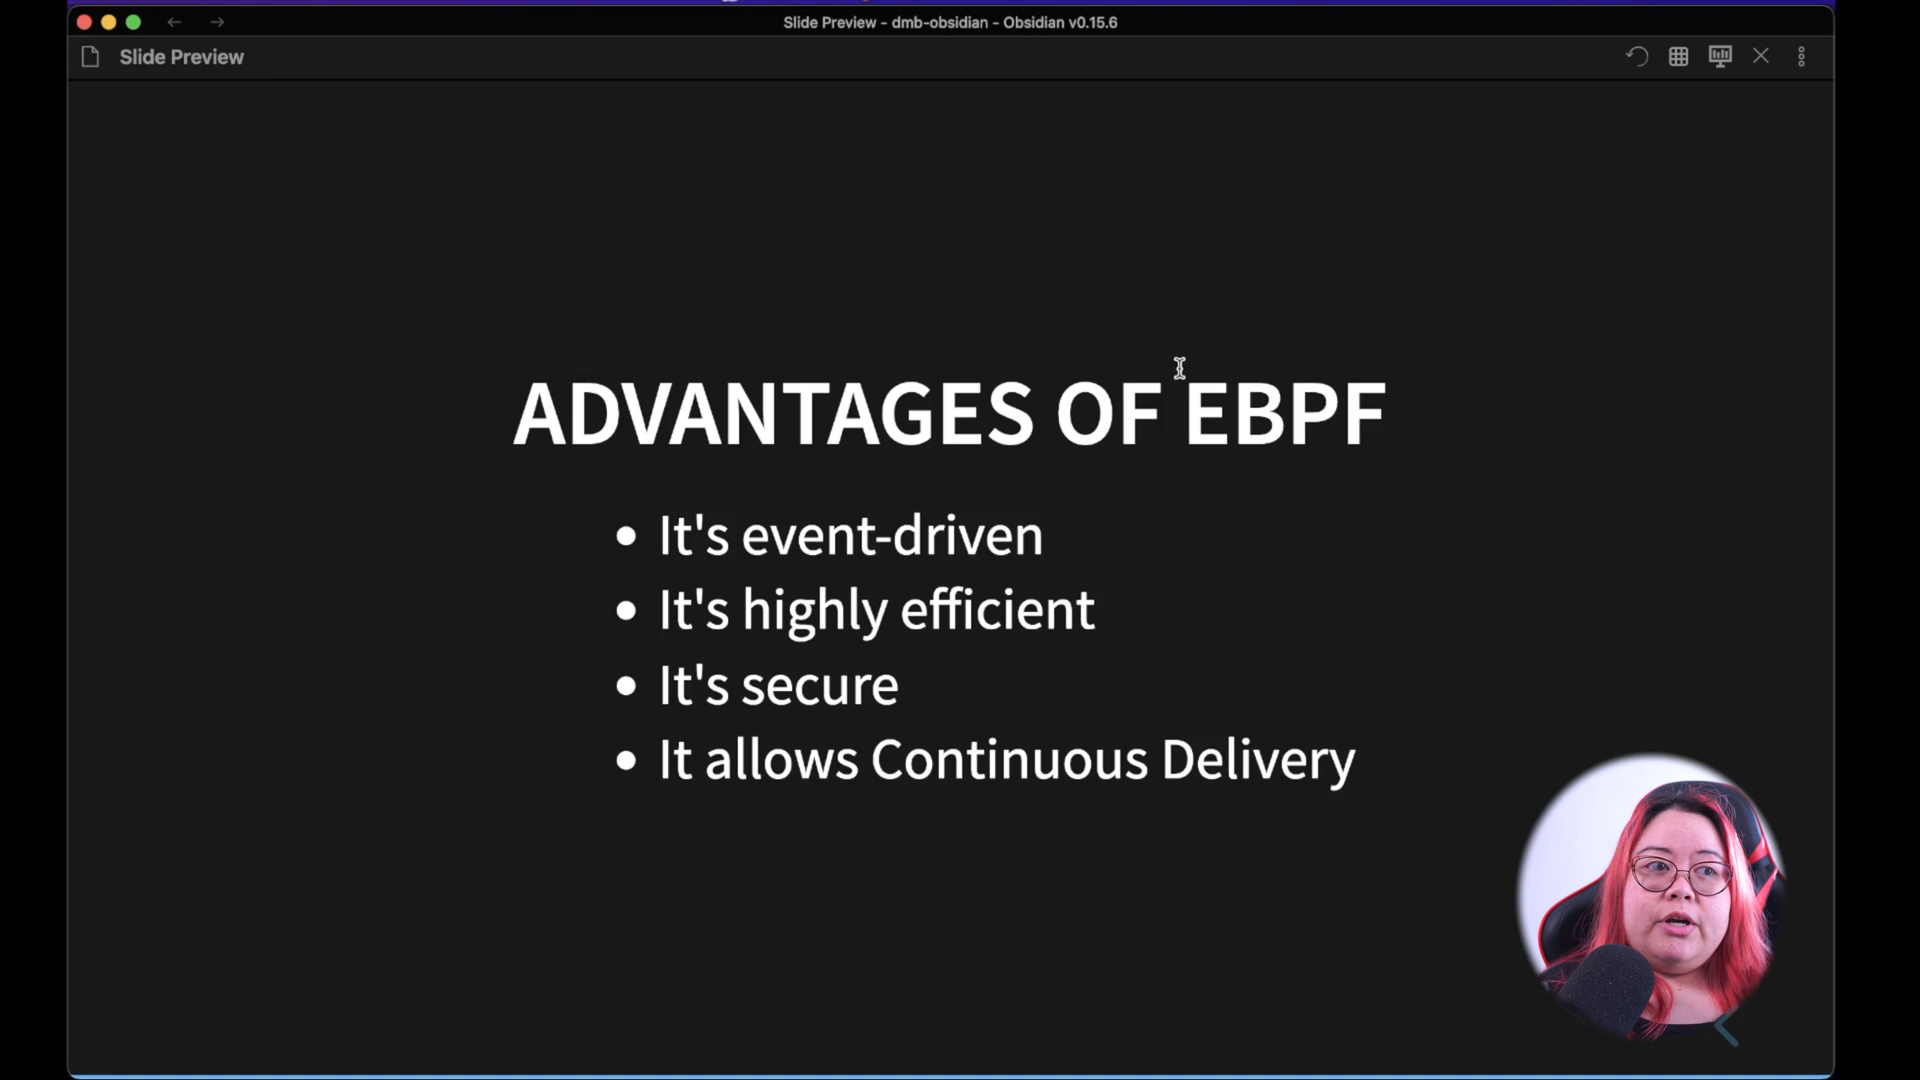 Slide Preview - dmb-obsidian - Obsidian v0.15.6
Slide Preview
ADVANTAGES OF EBPF
• It's event-driven
• It's highly efficient
• It's secure
• It allows Continuous Delivery